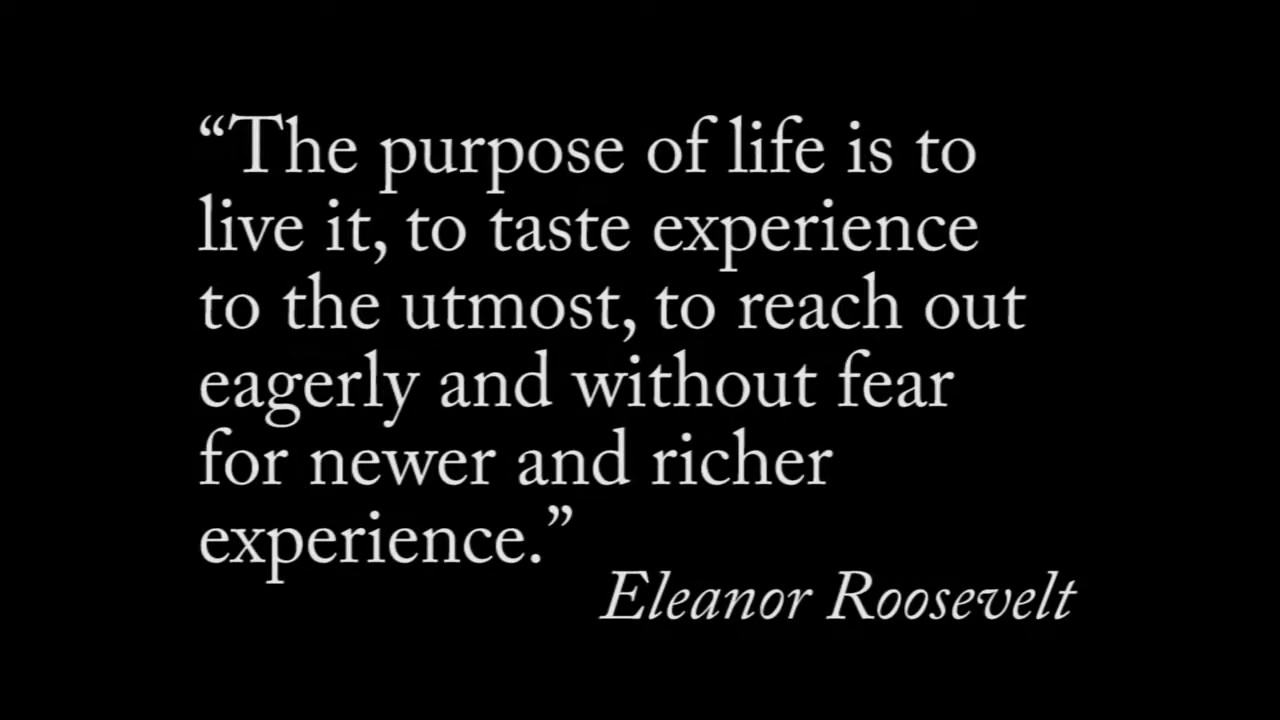 “The purpose of life is to
live it, to taste experience
to the utmost, to reach out
eagerly and without fear
for newer and richer
experience.”
Eleanor Roosevelt